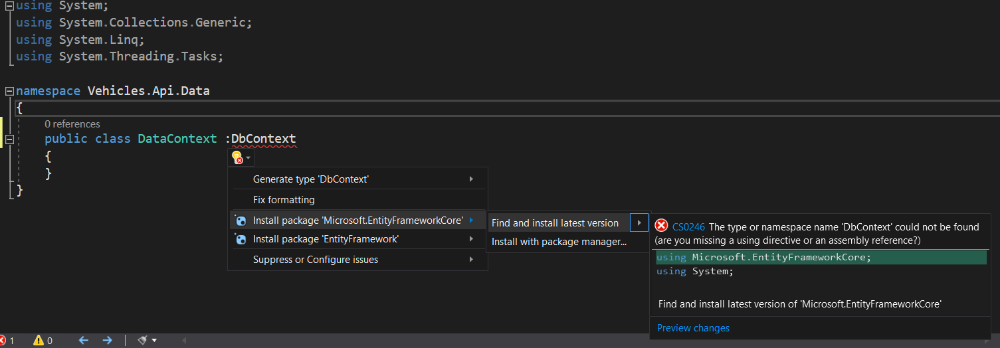 using System;
using System.Collections.Generic;
using System.Linq;
using System.Threading.Tasks;
namespace Vehicles.Api.Data
{
0 references
public class DataContext :DbContext
{
}
}
Generate type 'DbContext'
Fix formatting
Install package 'Microsoft.EntityFrameworkCore'
Install package 'EntityFramework'
Suppress or Configure issues
Find and install latest version
Install with package manager...
CS0246 The type or namespace name 'DbContext' could not be found
(are you missing a using directive or an assembly reference?)
using Microsoft.EntityFrameworkCore;
using System;
Find and install latest version of 'Microsoft.EntityFrameworkCore'
Preview changes
1 0